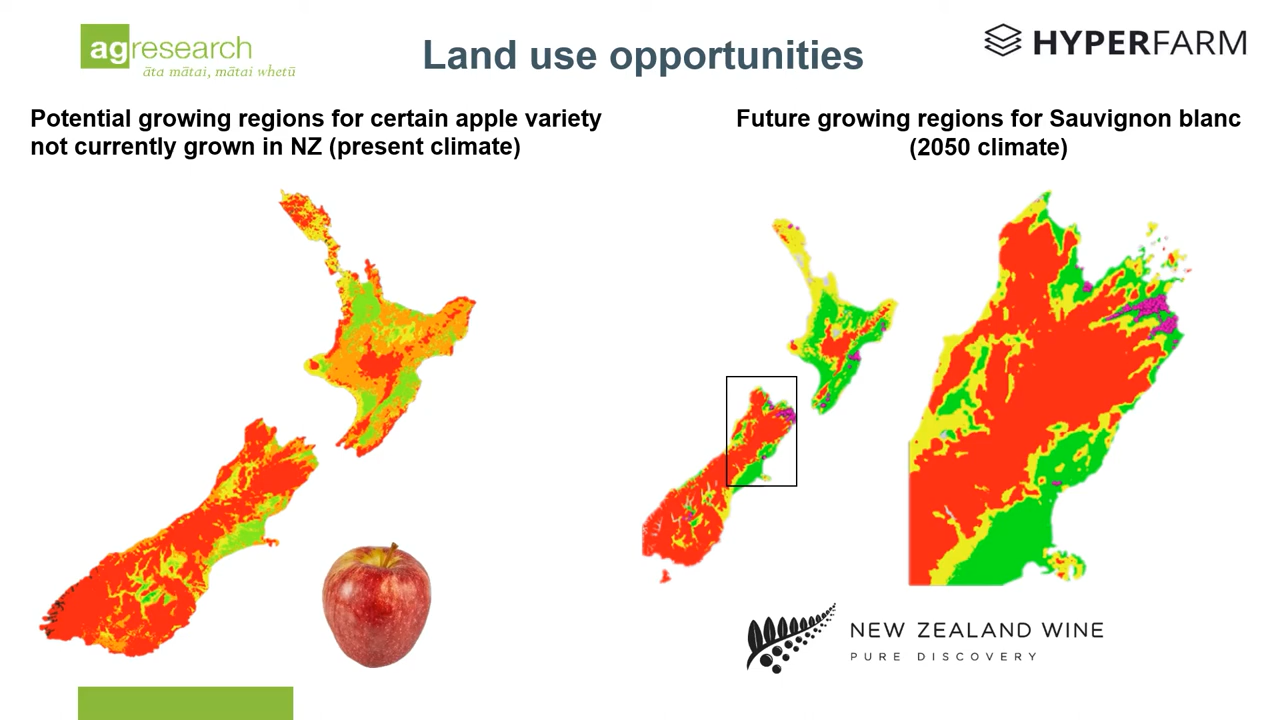 agresearch
āta mātai, mātai whetū
Land use opportunities
HYPERFARM
Potential growing regions for certain apple variety
not currently grown in NZ (present climate)
Future growing regions for Sauvignon blanc
(2050 climate)
NEW ZEALAND WINE
PURE DISCOVERY